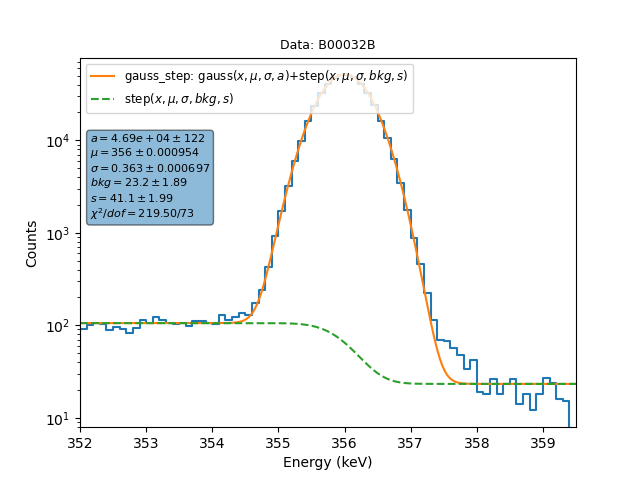 Data: B00032B
gauss_step: gauss(x, μ, σ, a)+step(x, μ, σ, bkg, s)
step(x, μ, σ, bkg, s)
a = 4.69e + 04 ± 122
μ = 356 ± 0.000954
σ = 0.363 ± 0.000697
bkg = 23.2 ± 1.89
s = 41.1 ± 1.99
χ²/dof = 219.50/73
10⁴
10³
10²
10¹
Counts
352 353 354 355 356 357 358 359
Energy (keV)